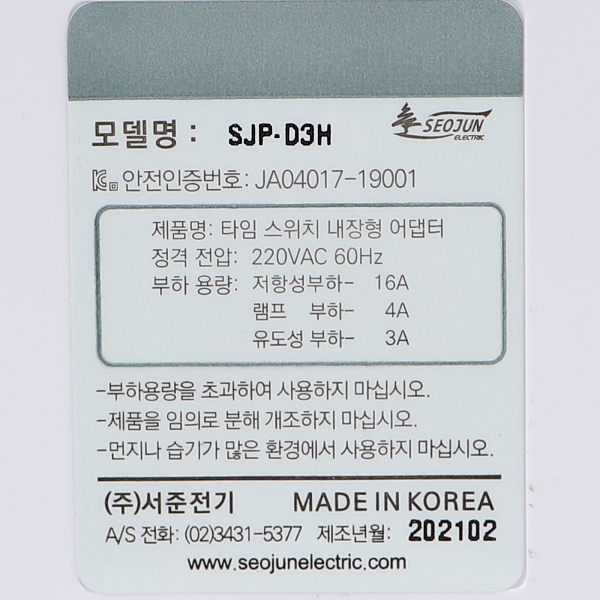 모델명 : SJP-D3H
SEOJUN
ELECTRIC
안전인증번호: JA04017-19001
제품명: 타임 스위치 내장형 어댑터
정격 전압: 220VAC 60Hz
부하 용량: 저항성부하- 16A
램프 부하- 4A
유도성 부하- 3A
-부하용량을 초과하여 사용하지 마십시오.
-제품을 임의로 분해 개조하지 마십시오.
-먼지나 습기가 많은 환경에서 사용하지 마십시오.
(주)서준전기 MADE IN KOREA
A/S 전화: (02)3431-5377 제조년월: 202102
www.seojunelectric.com